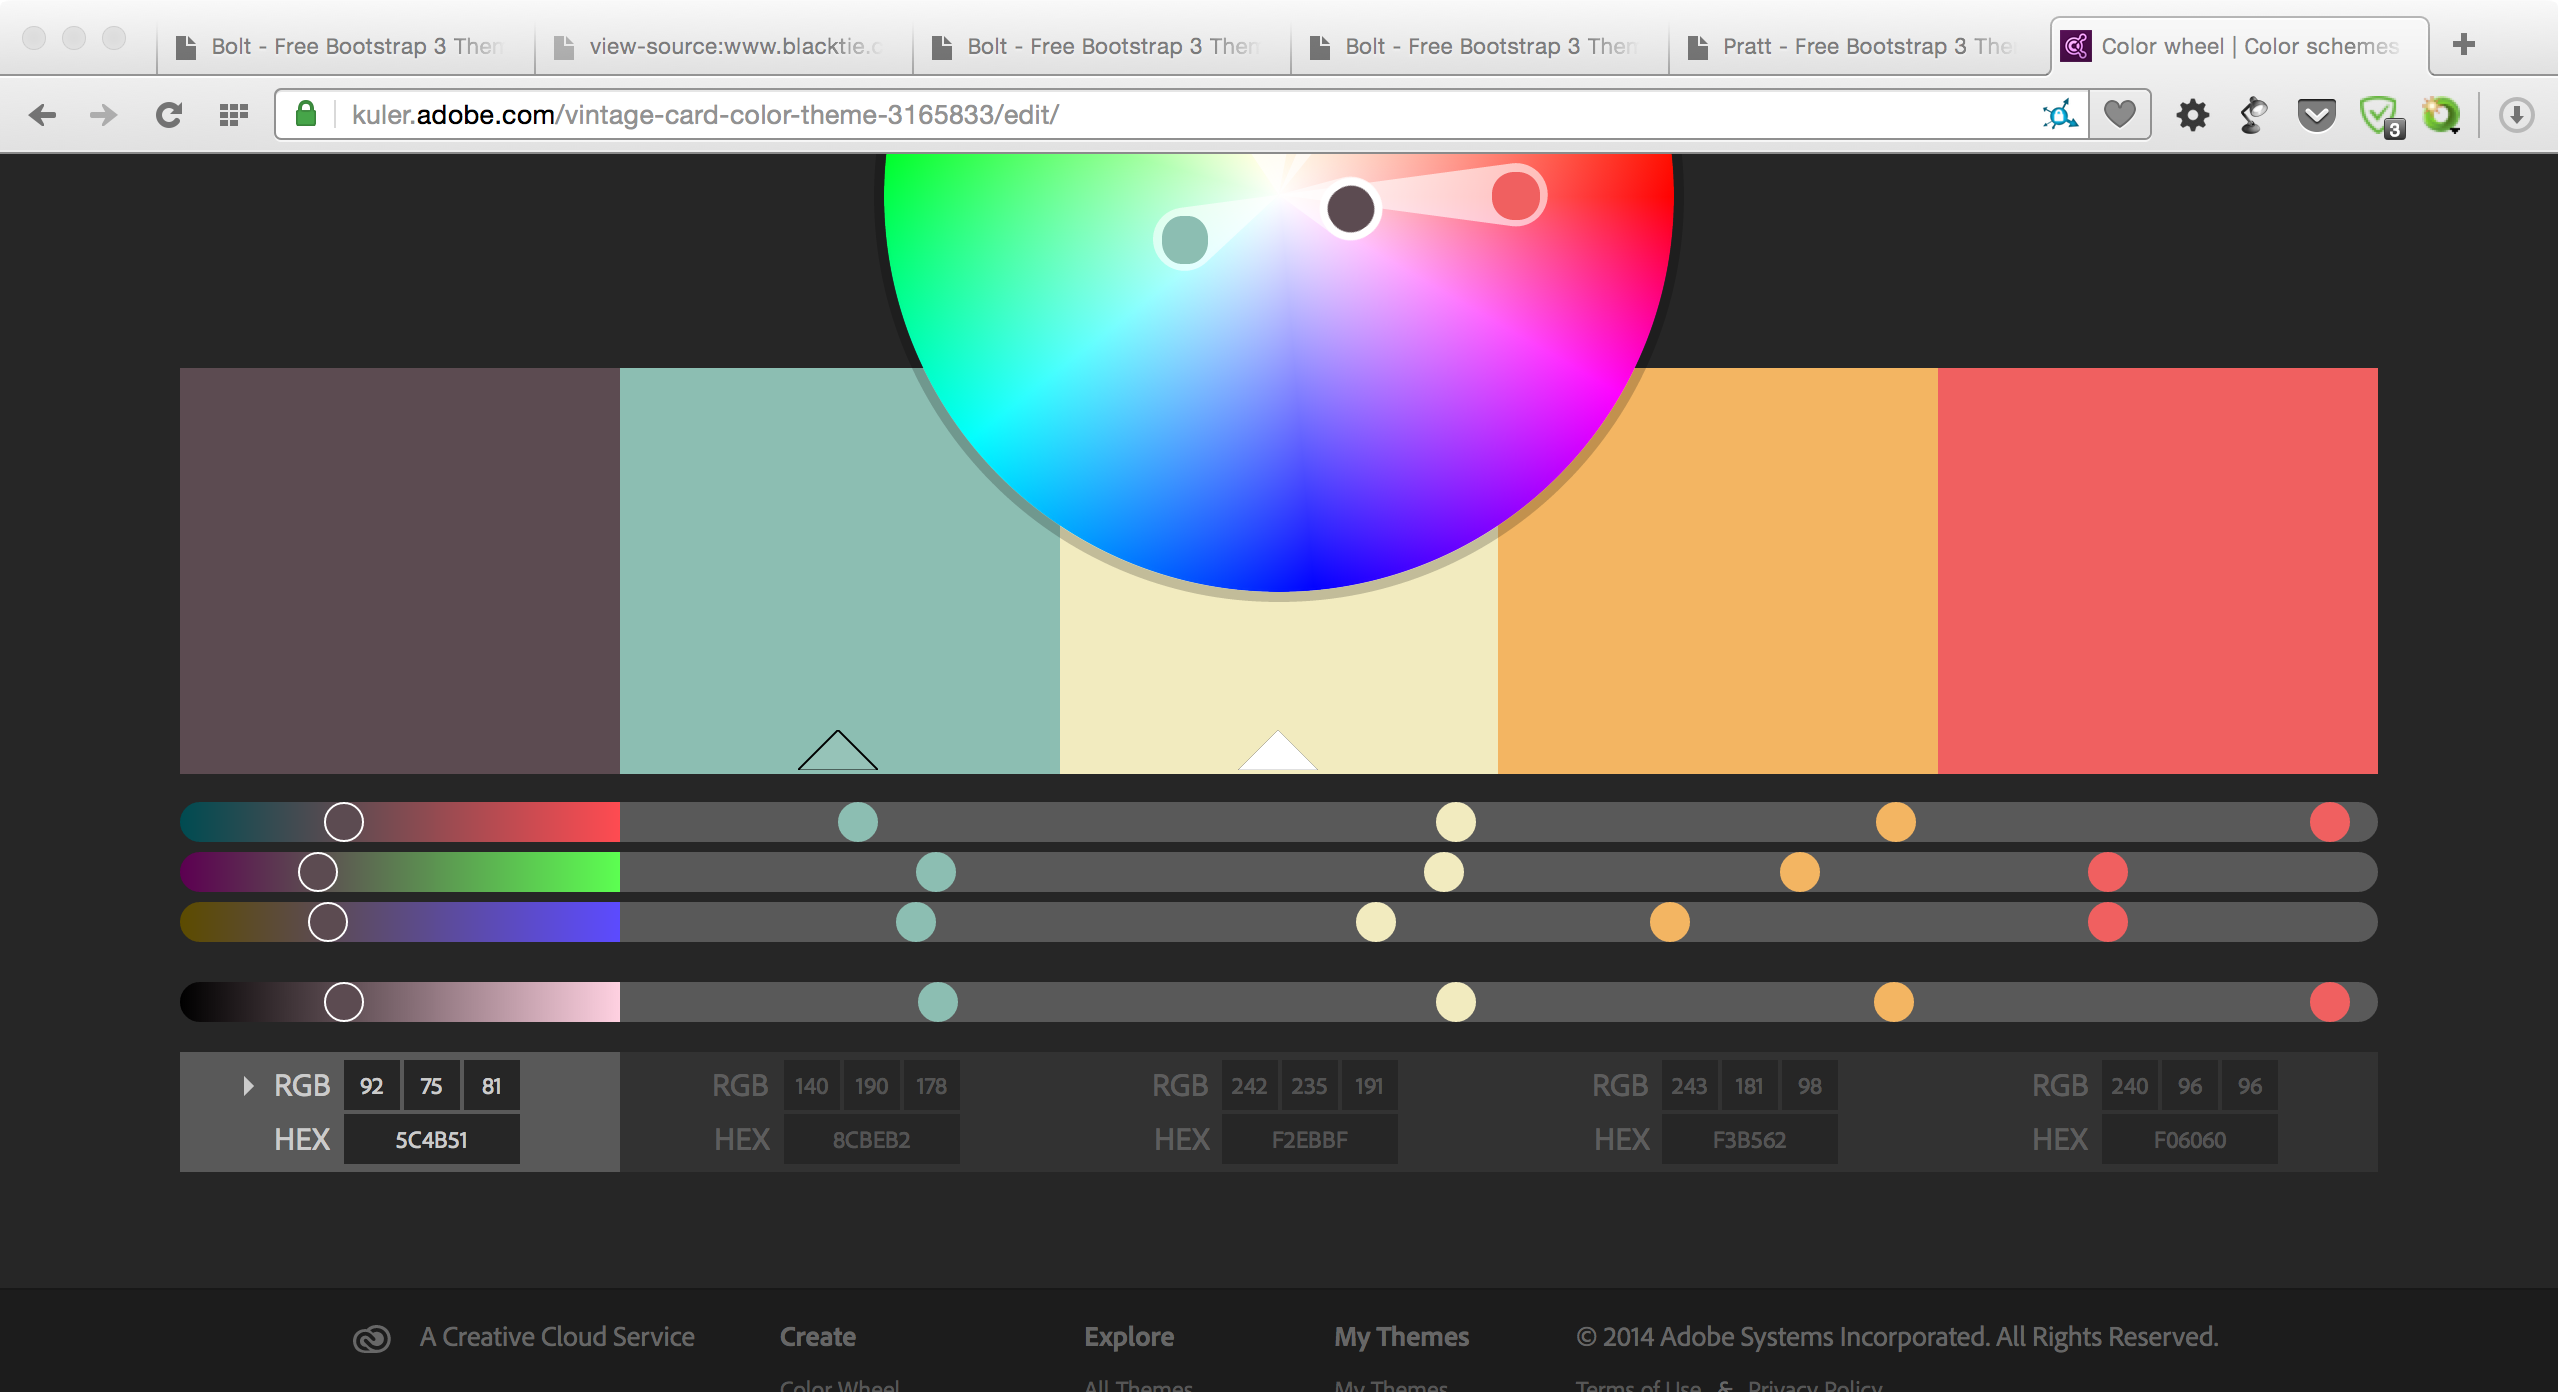 Bolt - Free Bootstrap 3 Them
view-source:www.blacktie.c
Bolt - Free Bootstrap 3 Them
Bolt - Free Bootstrap 3 Them
Pratt - Free Bootstrap 3 The
Color wheel | Color schemes
kuler.adobe.com/vintage-card-color-theme-3165833/edit/
3
RGB 92 75 81
HEX 5C4B51
RGB 140 190 178
HEX 8CBEB2
RGB 242 235 191
HEX F2EBBF
RGB 243 181 98
HEX F3B562
RGB 240 96 96
HEX F06060
A Creative Cloud Service
Create
Explore
My Themes
© 2014 Adobe Systems Incorporated. All Rights Reserved.
Color Wheel
All Themes
My Themes
Terms of Use & Privacy Policy